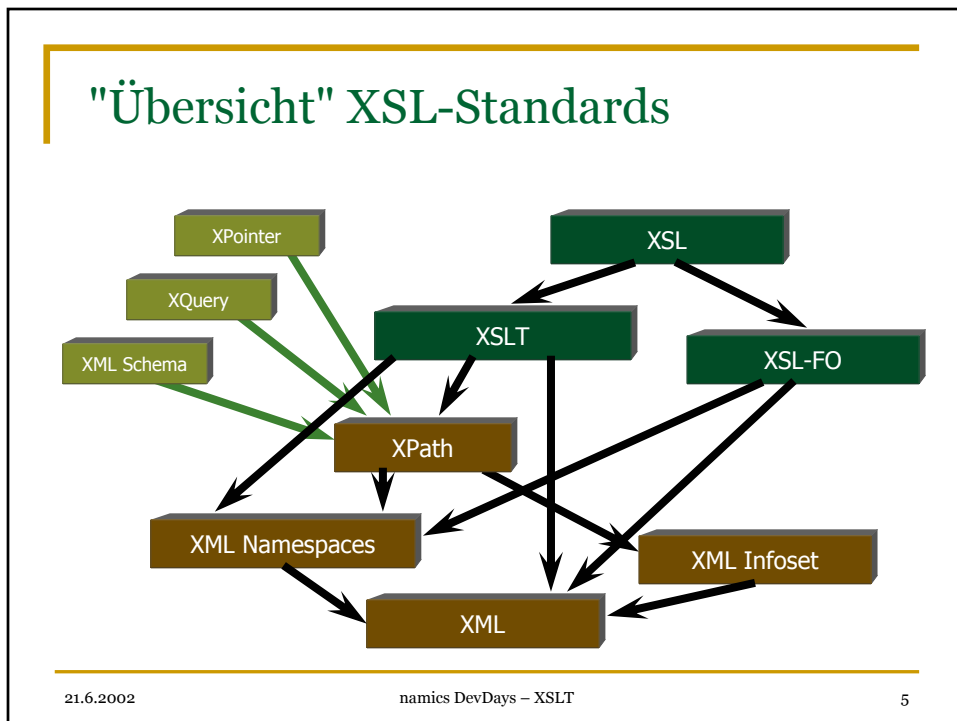 "Übersicht" XSL-Standards
XPointer
XSL
XQuery
XSLT
XML Schema
XSL-FO
XPath
XML Namespaces
XML Infoset
XML
21.6.2002
namics DevDays – XSLT
5